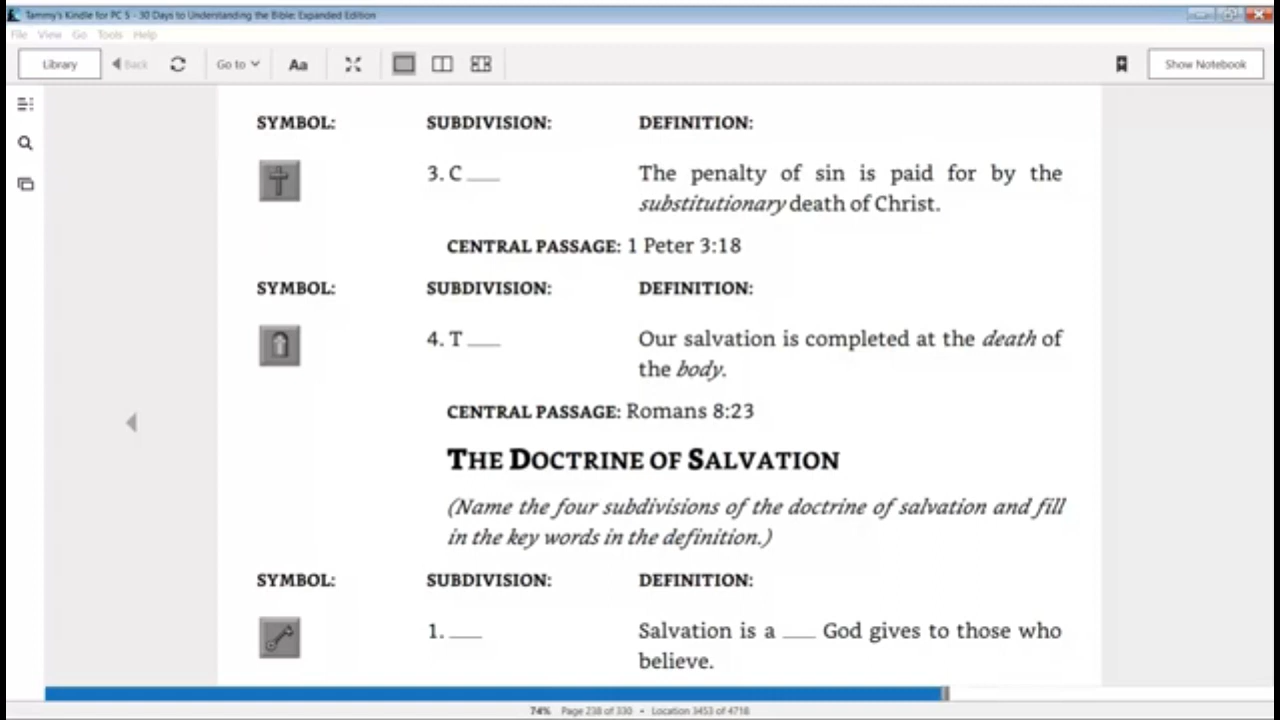 Tammy's Kindle for PC 5 - 30 Days to Understanding the Bible: Expanded Edition
File View Go Tools Help
Library Back Go to Aa Show Notebook
SYMBOL: SUBDIVISION: DEFINITION:
3. C ___ The penalty of sin is paid for by the
substitutionary death of Christ.
CENTRAL PASSAGE: 1 Peter 3:18
SYMBOL: SUBDIVISION: DEFINITION:
4. T ___ Our salvation is completed at the death of
the body.
CENTRAL PASSAGE: Romans 8:23
THE DOCTRINE OF SALVATION
(Name the four subdivisions of the doctrine of salvation and fill
in the key words in the definition.)
SYMBOL: SUBDIVISION: DEFINITION:
1. ___ Salvation is a ___ God gives to those who
believe.
74% Page 238 of 330 • Location 3453 of 4718